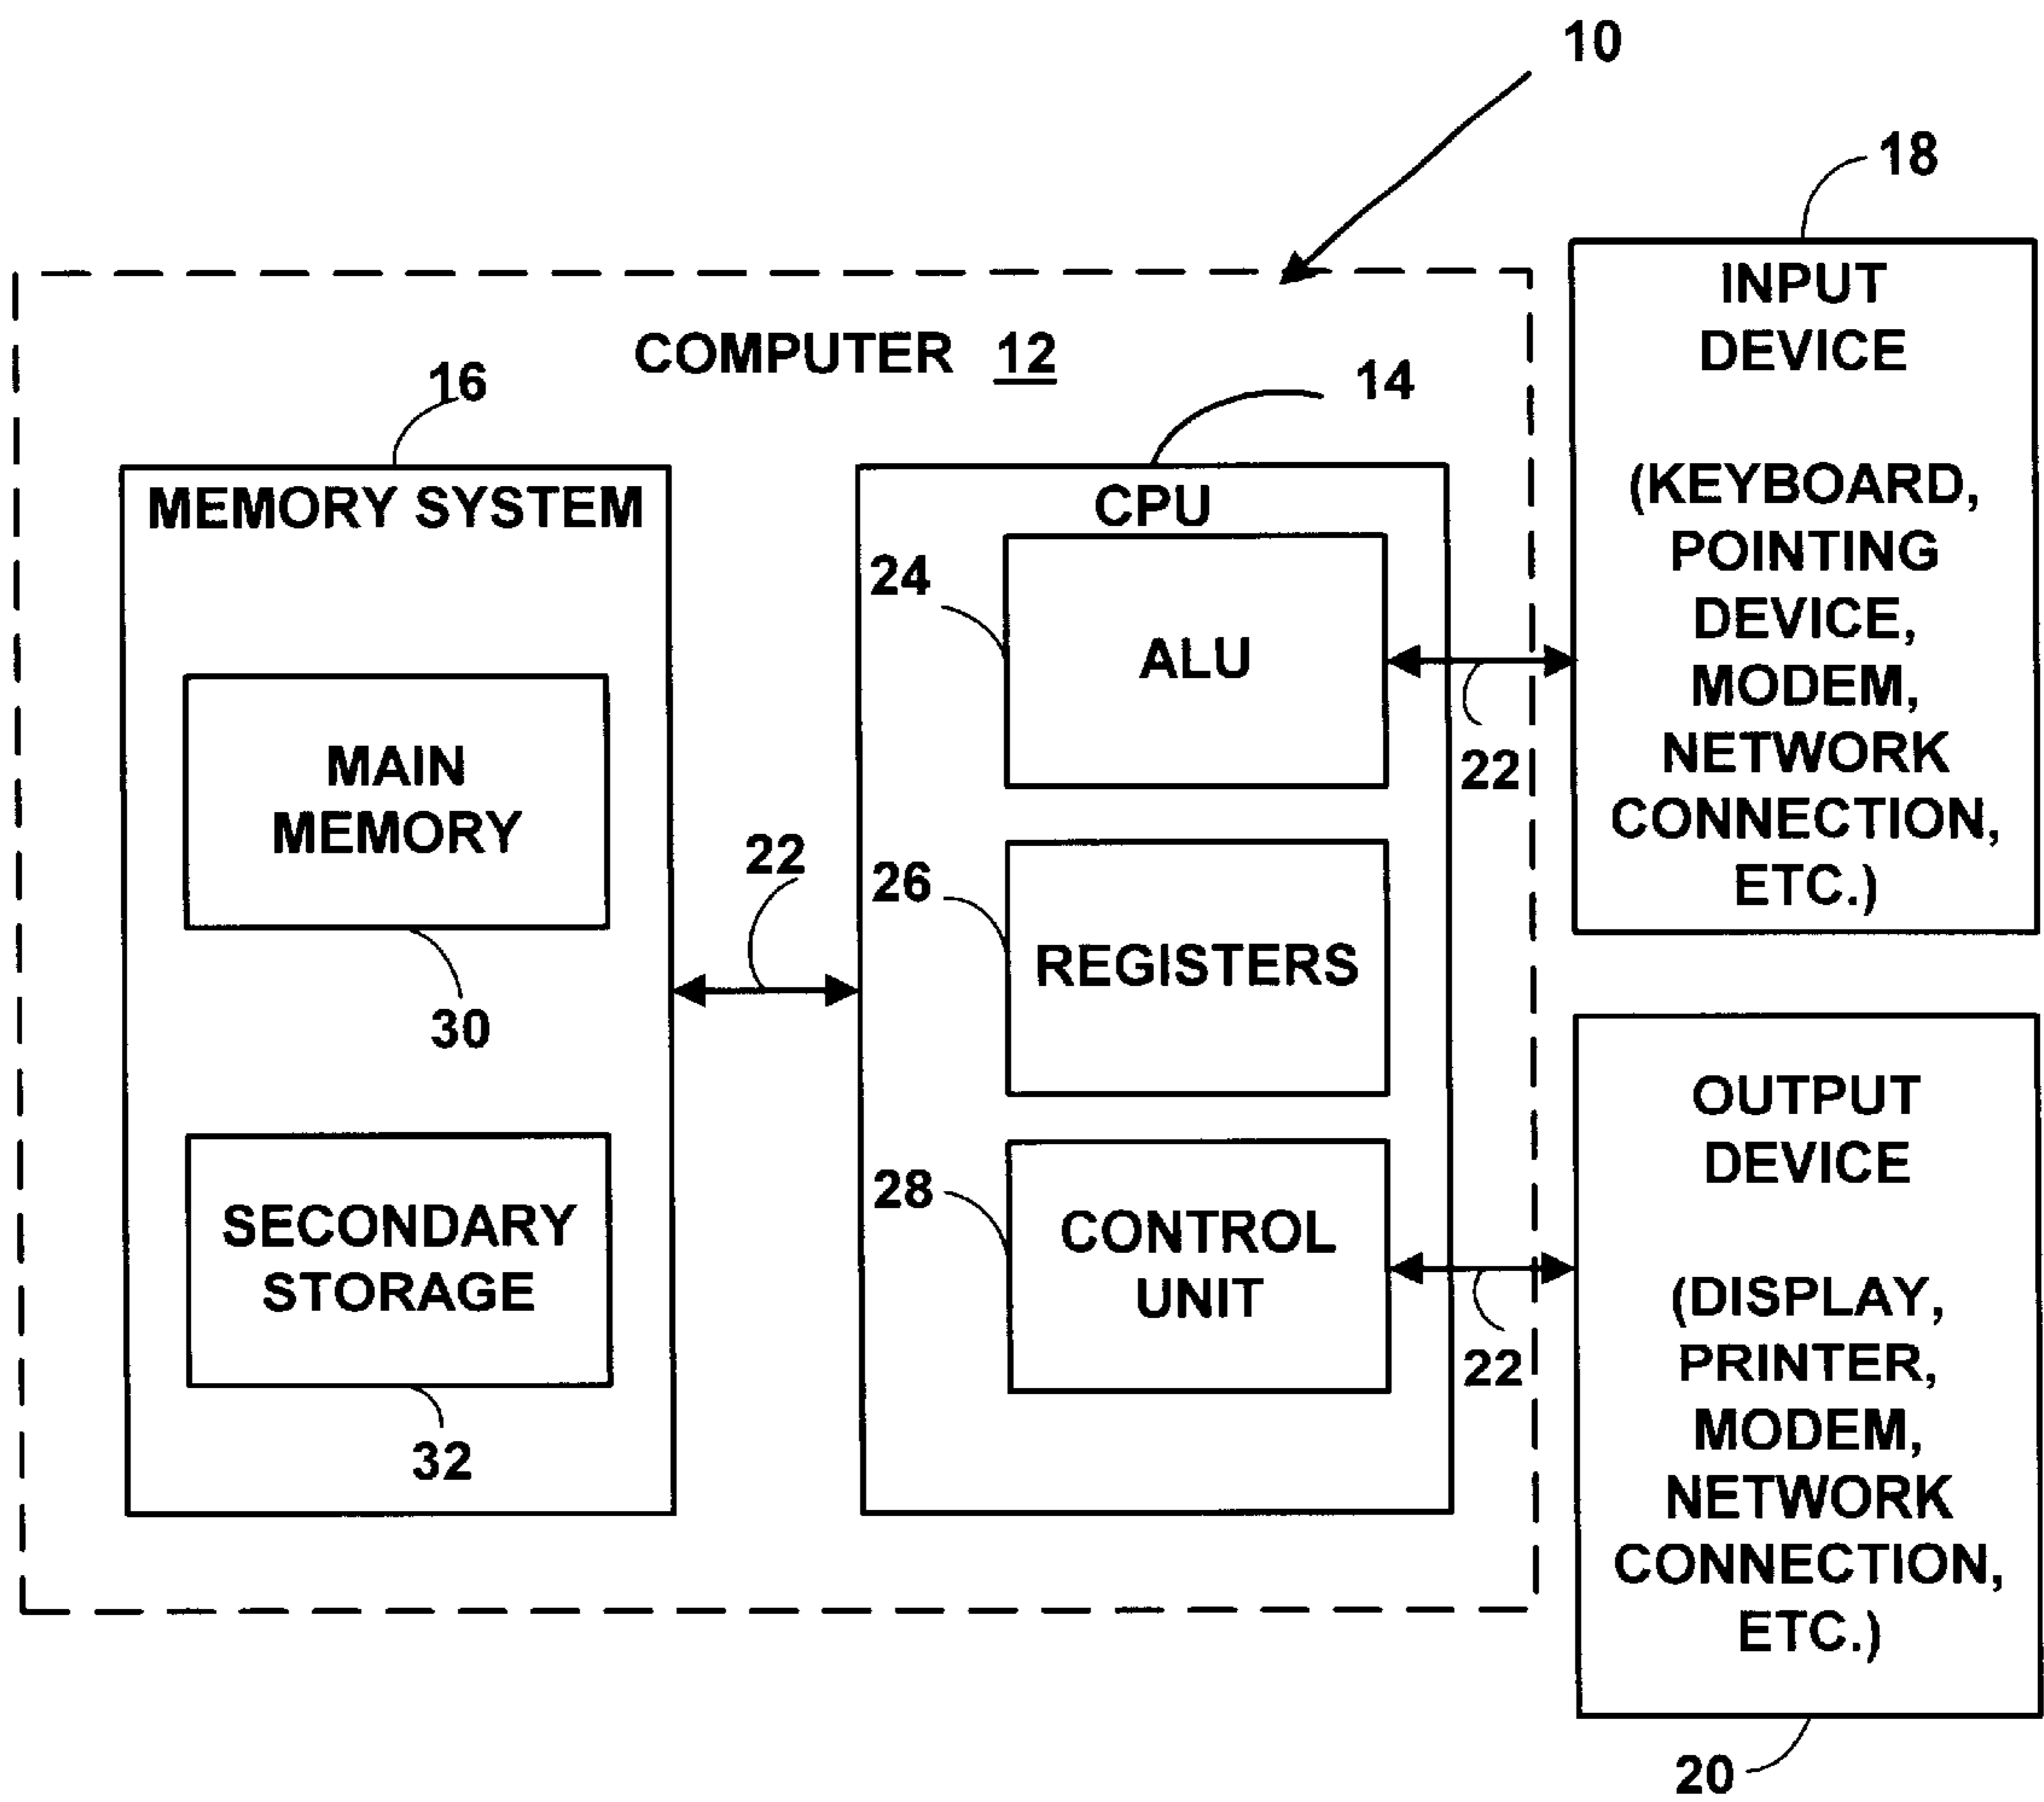 10
18
COMPUTER 12
16
14
MEMORY SYSTEM
MAIN
MEMORY
30
SECONDARY
STORAGE
32
22
CPU
24
ALU
26
REGISTERS
28
CONTROL
UNIT
22
22
INPUT
DEVICE
(KEYBOARD,
POINTING
DEVICE,
MODEM,
NETWORK
CONNECTION,
ETC.)
OUTPUT
DEVICE
(DISPLAY,
PRINTER,
MODEM,
NETWORK
CONNECTION,
ETC.)
20